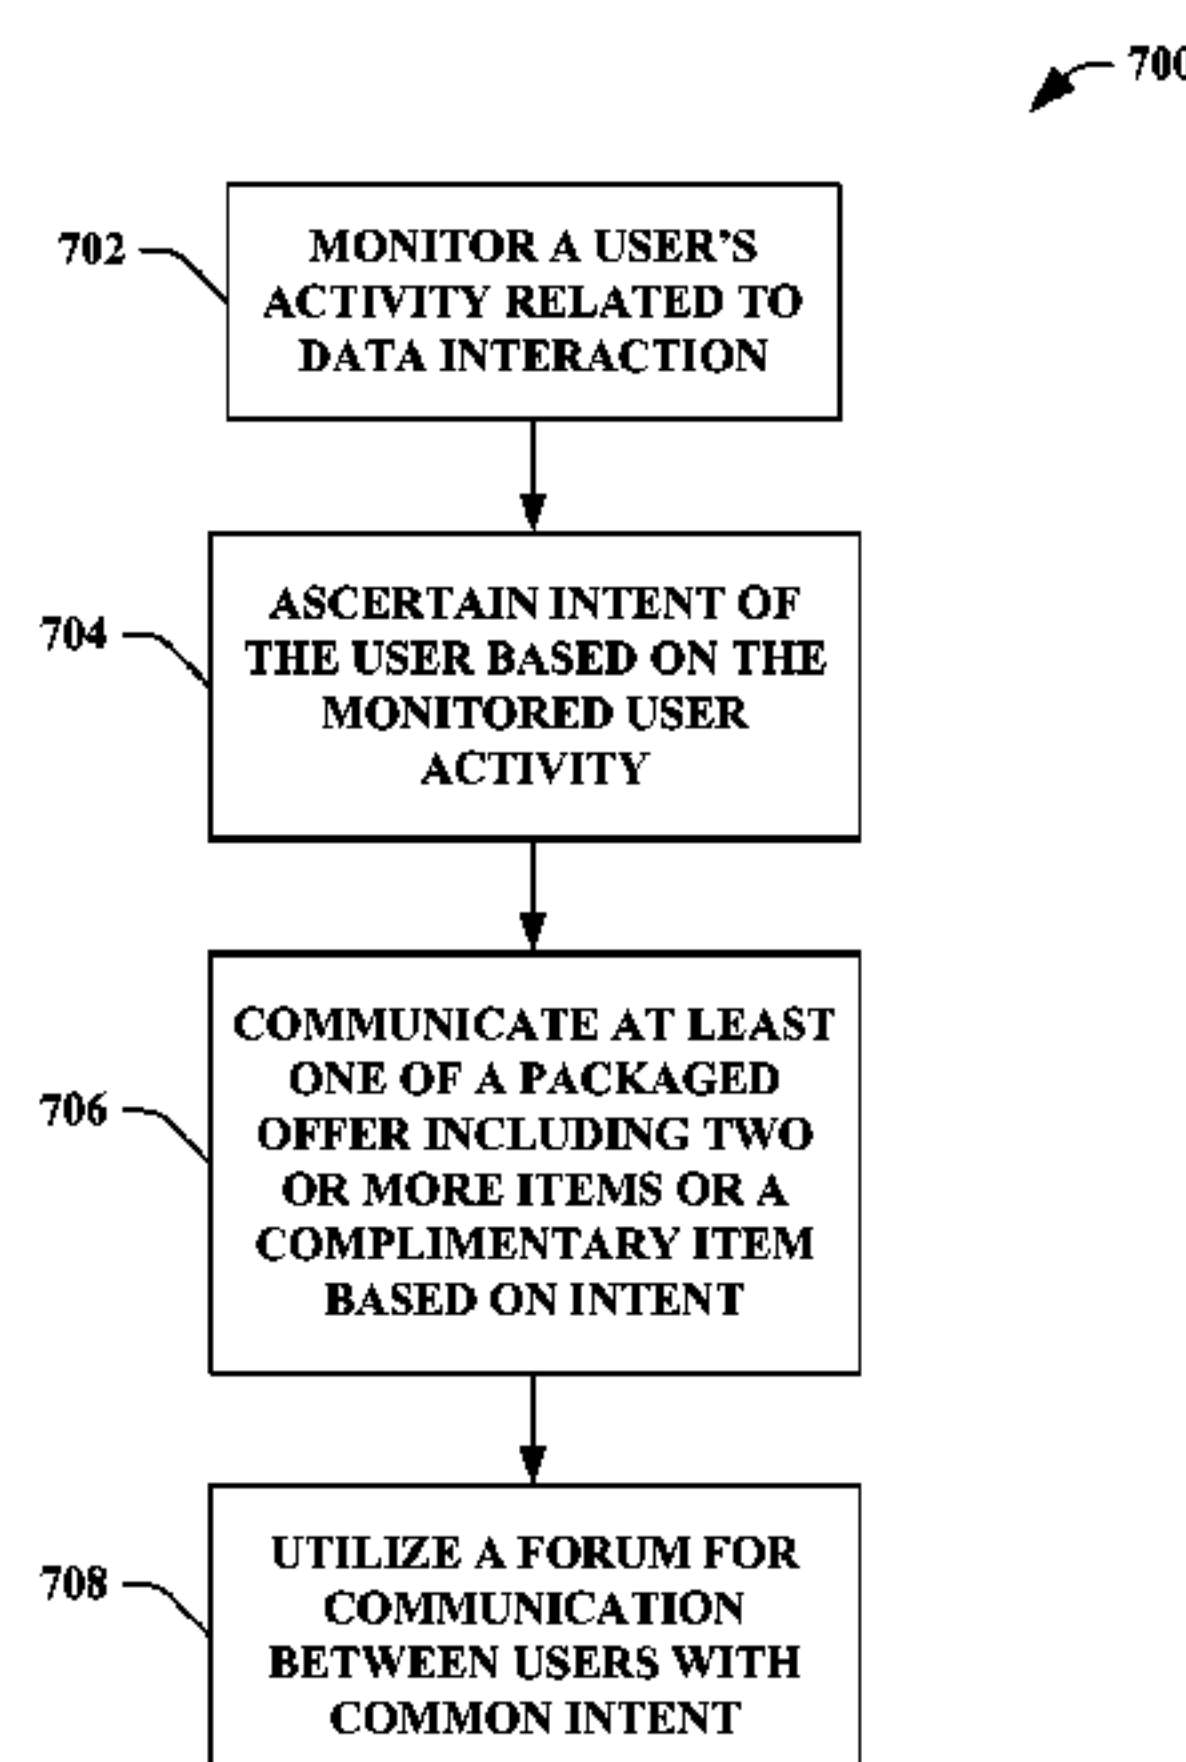 700
702
MONITOR A USER'S
ACTIVITY RELATED TO
DATA INTERACTION
704
ASCERTAIN INTENT OF
THE USER BASED ON THE
MONITORED USER
ACTIVITY
706
COMMUNICATE AT LEAST
ONE OF A PACKAGED
OFFER INCLUDING TWO
OR MORE ITEMS OR A
COMPLIMENTARY ITEM
BASED ON INTENT
708
UTILIZE A FORUM FOR
COMMUNICATION
BETWEEN USERS WITH
COMMON INTENT